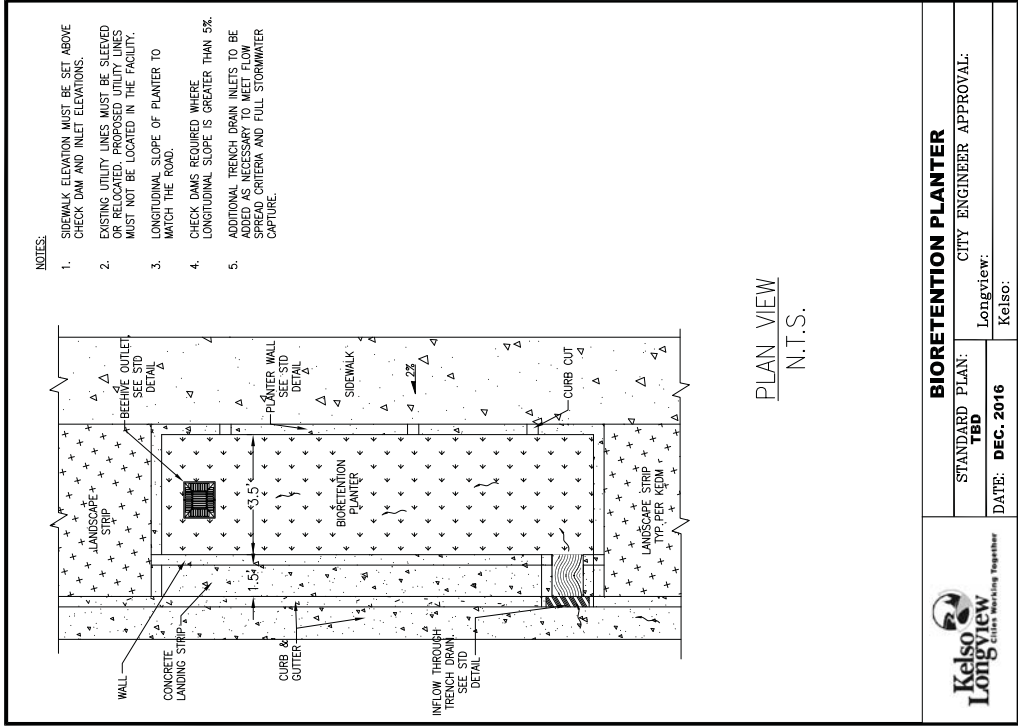 NOTES:
1. SIDEWALK ELEVATION MUST BE SET ABOVE
CHECK DAM AND INLET ELEVATIONS.
2. EXISTING UTILITY LINES MUST BE SLEEVED
OR RELOCATED. PROPOSED UTILITY LINES
MUST NOT BE LOCATED IN THE FACILITY.
3. LONGITUDINAL SLOPE OF PLANTER TO
MATCH THE ROAD.
4. CHECK DAMS REQUIRED WHERE
LONGITUDINAL SLOPE IS GREATER THAN 5%.
5. ADDITIONAL TRENCH DRAIN INLETS TO BE
ADDED AS NECESSARY TO MEET FLOW
SPREAD CRITERIA AND FULL STORMWATER
CAPTURE.
BEEHIVE OUTLET,
SEE STD
DETAIL
PLANTER WALL
SEE STD
DETAIL
SIDEWALK
2%
CURB CUT
LANDSCAPE
STRIP
3.5'
BIORETENTION
PLANTER
LANDSCAPE STRIP
TYP. PER KEDM
1.5'
WALL
CONCRETE
LANDING STRIP
CURB &
GUTTER
INFLOW THROUGH
TRENCH DRAIN.
SEE STD
DETAIL
PLAN VIEW
N.T.S.
Kelso
Longview
Cities Working Together
BIORETENTION PLANTER
STANDARD PLAN:
TBD
DATE: DEC. 2016
CITY ENGINEER APPROVAL:
Longview:
Kelso: